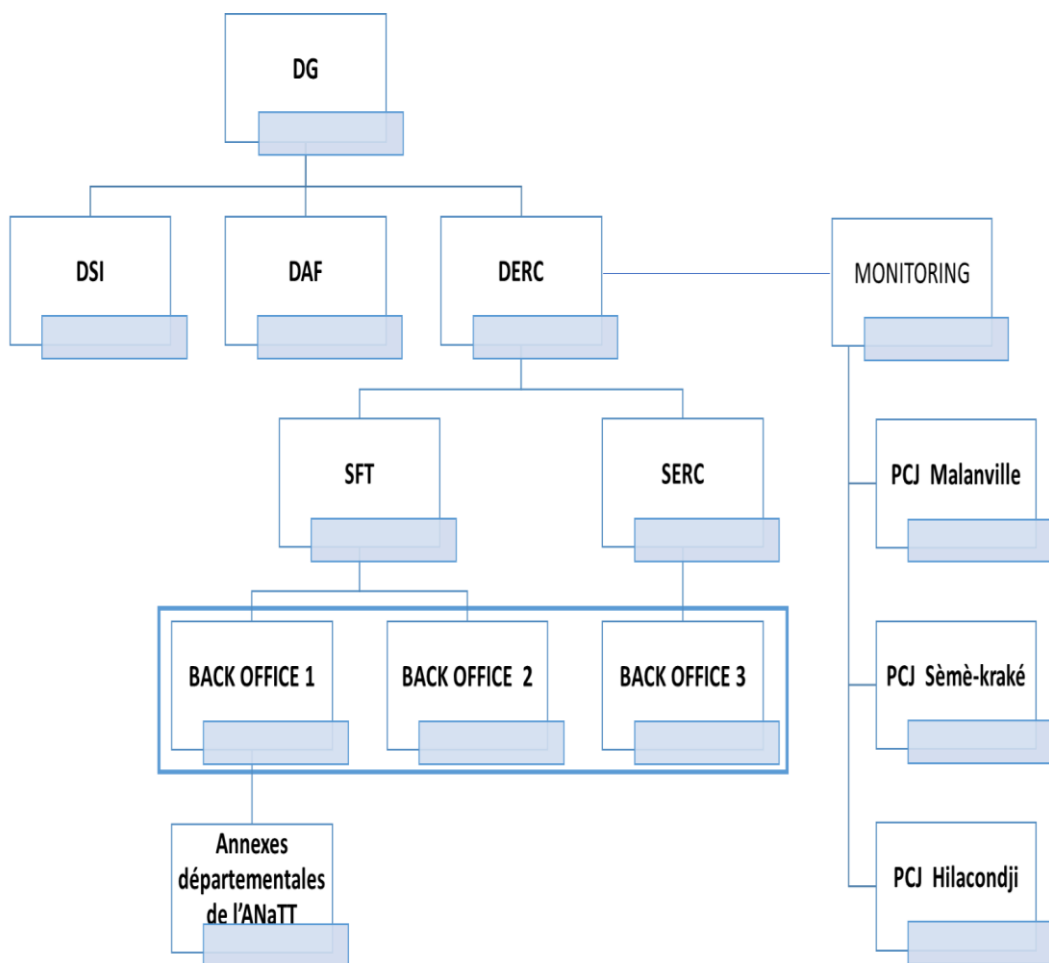 DG
DSI
DAF
DERC
MONITORING
SFT
SERC
PCJ Malanville
BACK OFFICE 1
BACK OFFICE 2
BACK OFFICE 3
PCJ Sèmè-kraké
Annexes
départementales
de l'ANaTT
PCJ Hilacondji